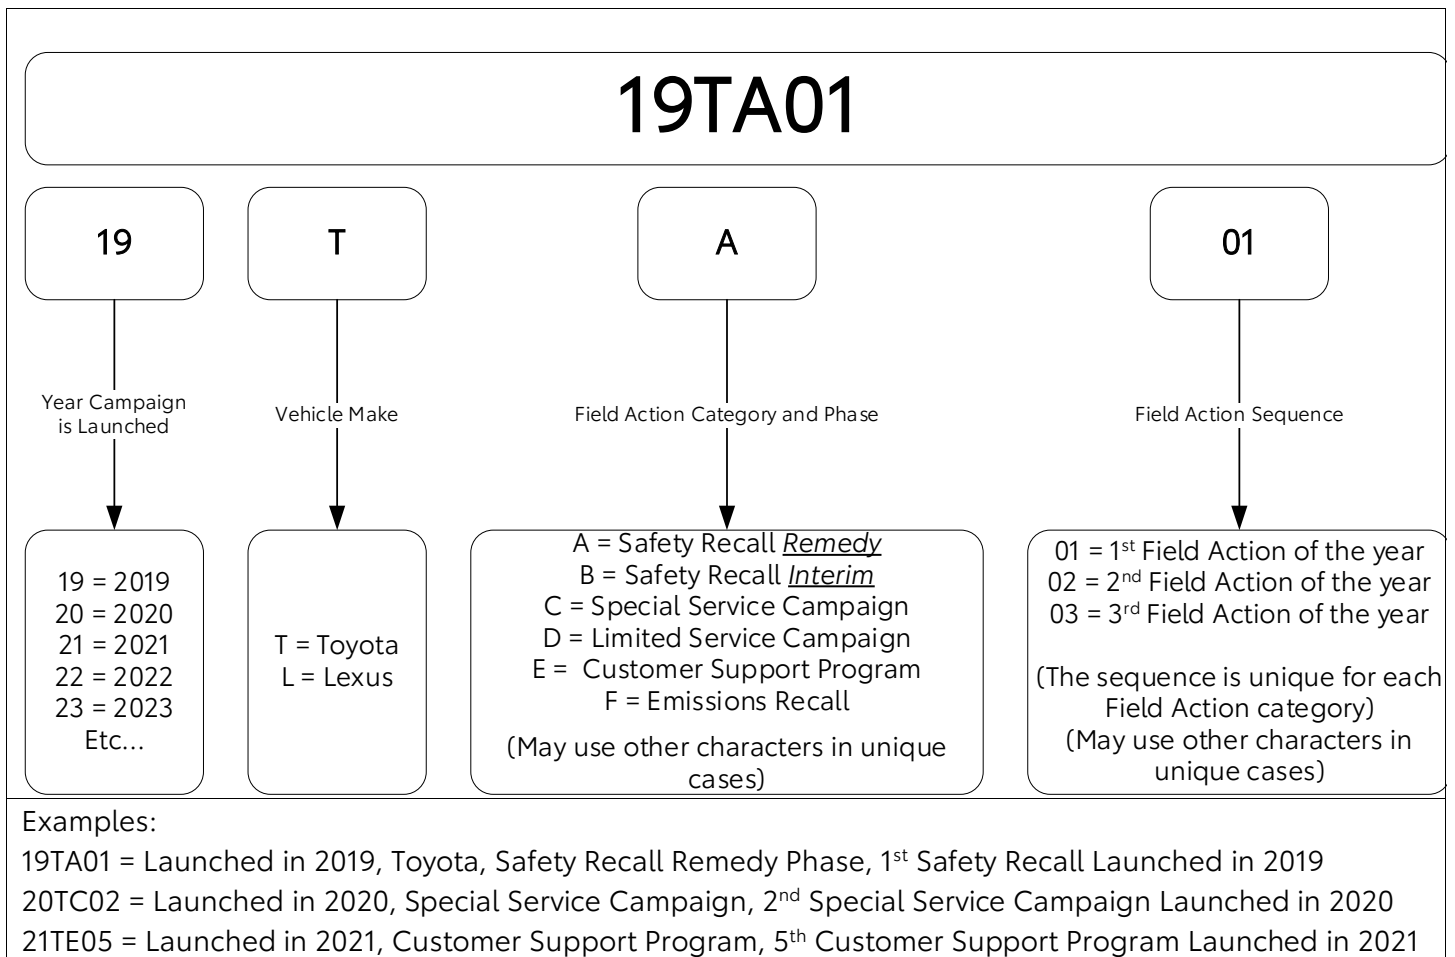 19TA01
19
T
A
01
Year Campaign
is Launched
Vehicle Make
Field Action Category and Phase
Field Action Sequence
19 = 2019
20 = 2020
21 = 2021
22 = 2022
23 = 2023
Etc...
T = Toyota
L = Lexus
A = Safety Recall Remedy
B = Safety Recall Interim
C = Special Service Campaign
D = Limited Service Campaign
E =  Customer Support Program
F = Emissions Recall
(May use other characters in unique
cases)
01 = 1st Field Action of the year
02 = 2nd Field Action of the year
03 = 3rd Field Action of the year
(The sequence is unique for each
Field Action category)
(May use other characters in
unique cases)
Examples:
19TA01 = Launched in 2019, Toyota, Safety Recall Remedy Phase, 1st Safety Recall Launched in 2019
20TC02 = Launched in 2020, Special Service Campaign, 2nd Special Service Campaign Launched in 2020
21TE05 = Launched in 2021, Customer Support Program, 5th Customer Support Program Launched in 2021